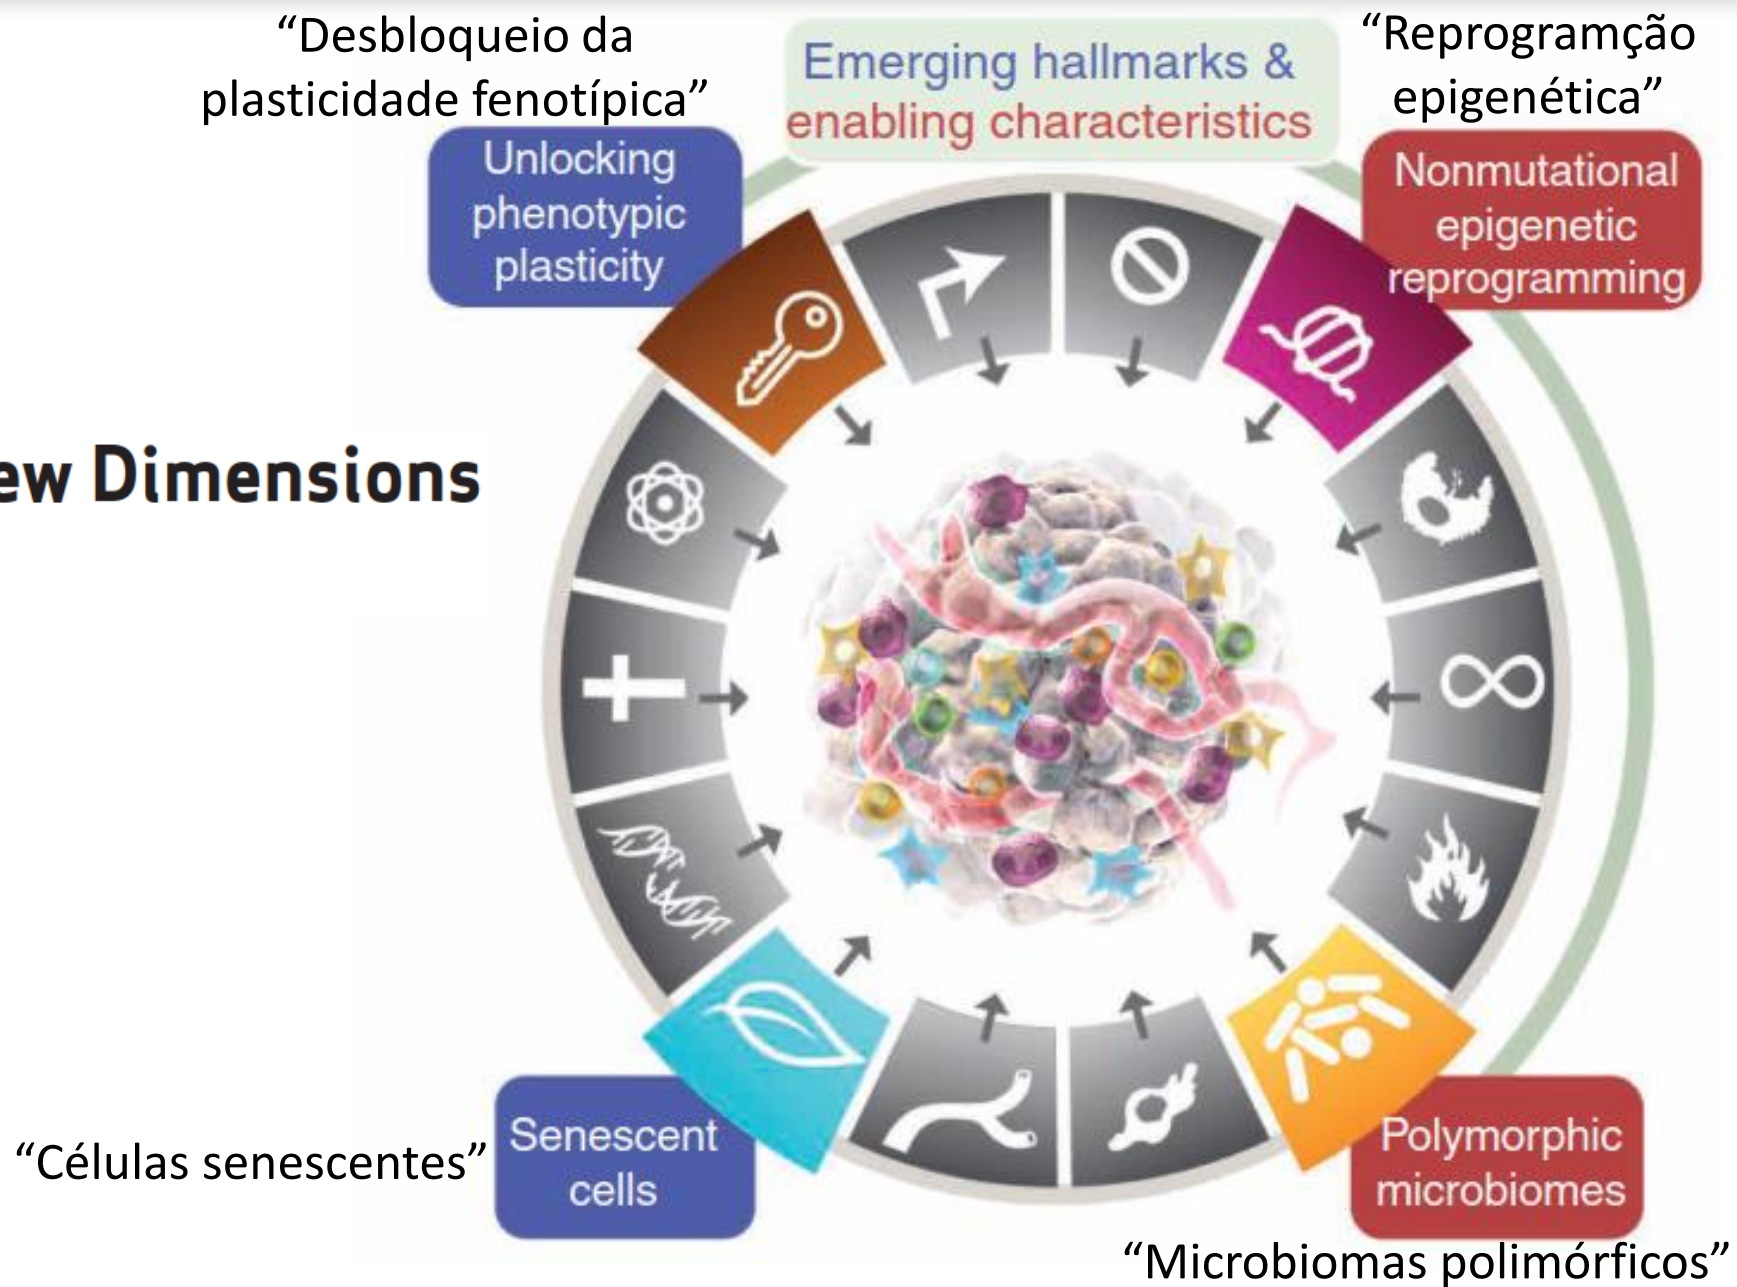 “Desbloqueio da
plasticidade fenotípica”
Emerging hallmarks &
enabling characteristics
“Reprogramção
epigenética”
Unlocking
phenotypic
plasticity
Nonmutational
epigenetic
reprogramming
ew Dimensions
“Células senescentes”
Senescent
cells
Polymorphic
microbiomes
“Microbiomas polimórficos”